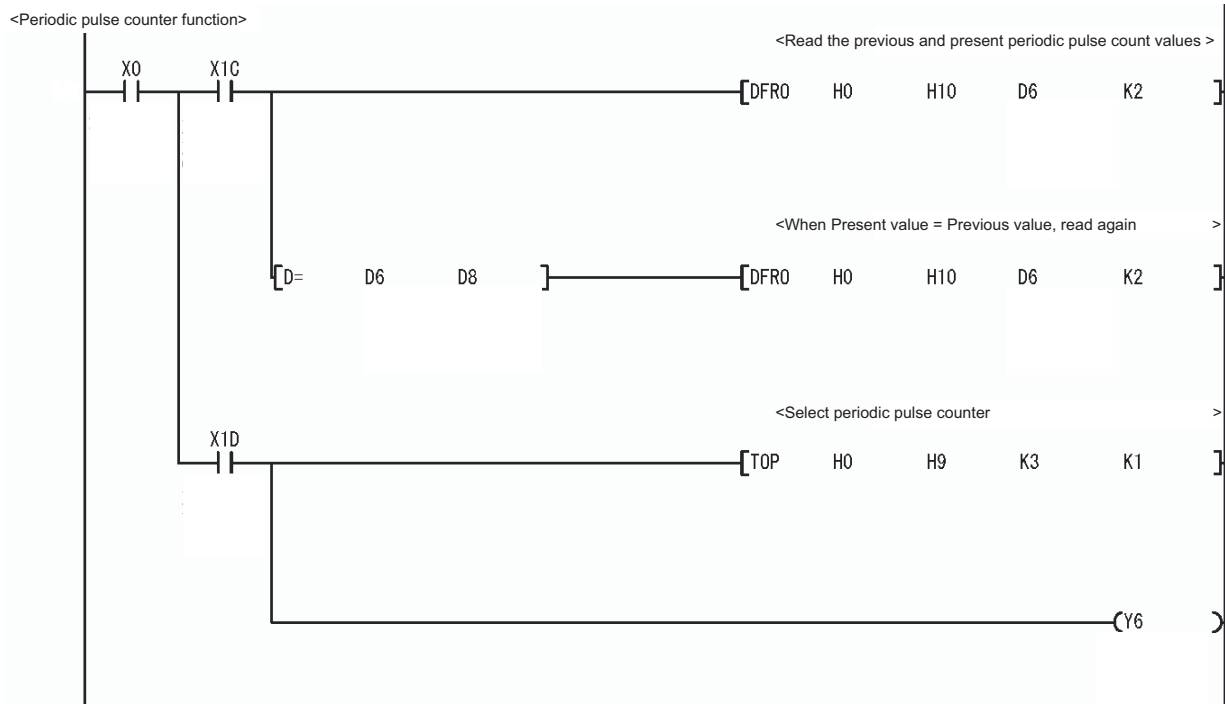 <Periodic pulse counter function>
<Read the previous and present periodic pulse count values >
X0 X1C
[DFRO H0 H10 D6 K2 ]
<When Present value = Previous value, read again >
[D= D6 D8 ] [DFRO H0 H10 D6 K2 ]
<Select periodic pulse counter >
X1D
[TOP H0 H9 K3 K1 ]
(Y6 )